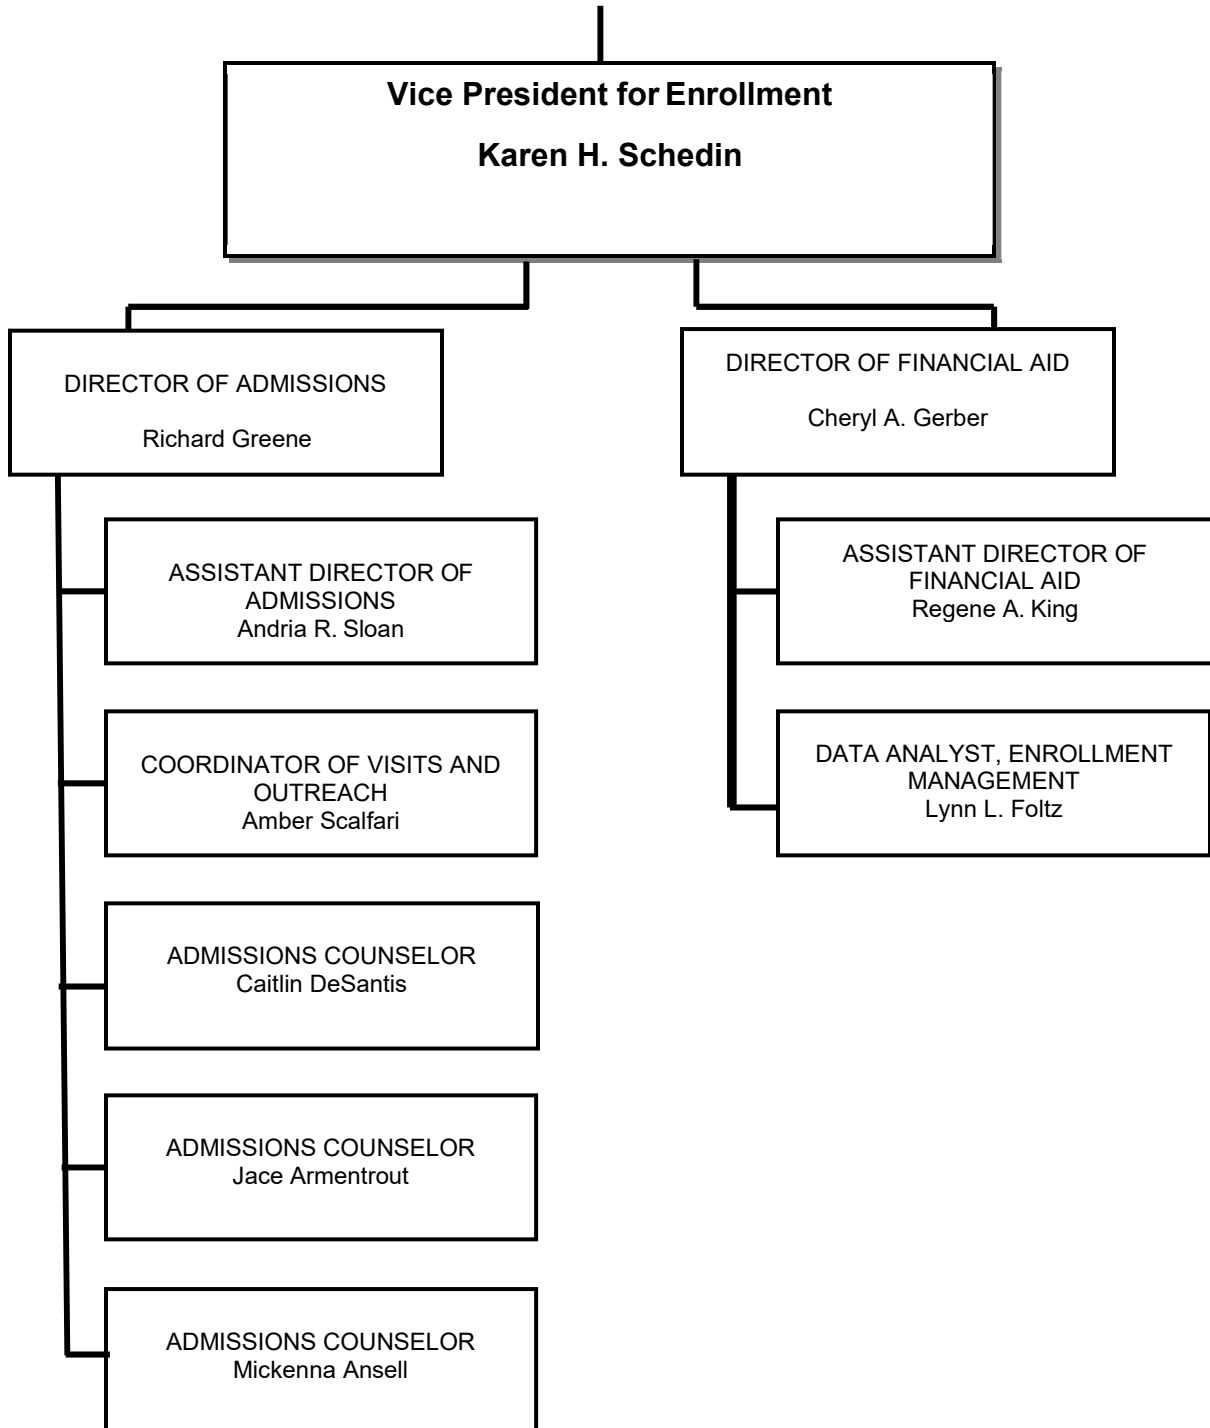 Vice President for Enrollment
Karen H. Schedin
DIRECTOR OF ADMISSIONS
Richard Greene
DIRECTOR OF FINANCIAL AID
Cheryl A. Gerber
ASSISTANT DIRECTOR OF
ADMISSIONS
Andria R. Sloan
ASSISTANT DIRECTOR OF
FINANCIAL AID
Regene A. King
COORDINATOR OF VISITS AND
OUTREACH
Amber Scalfari
DATA ANALYST, ENROLLMENT
MANAGEMENT
Lynn L. Foltz
ADMISSIONS COUNSELOR
Caitlin DeSantis
ADMISSIONS COUNSELOR
Jace Armentrout
ADMISSIONS COUNSELOR
Mickenna Ansell